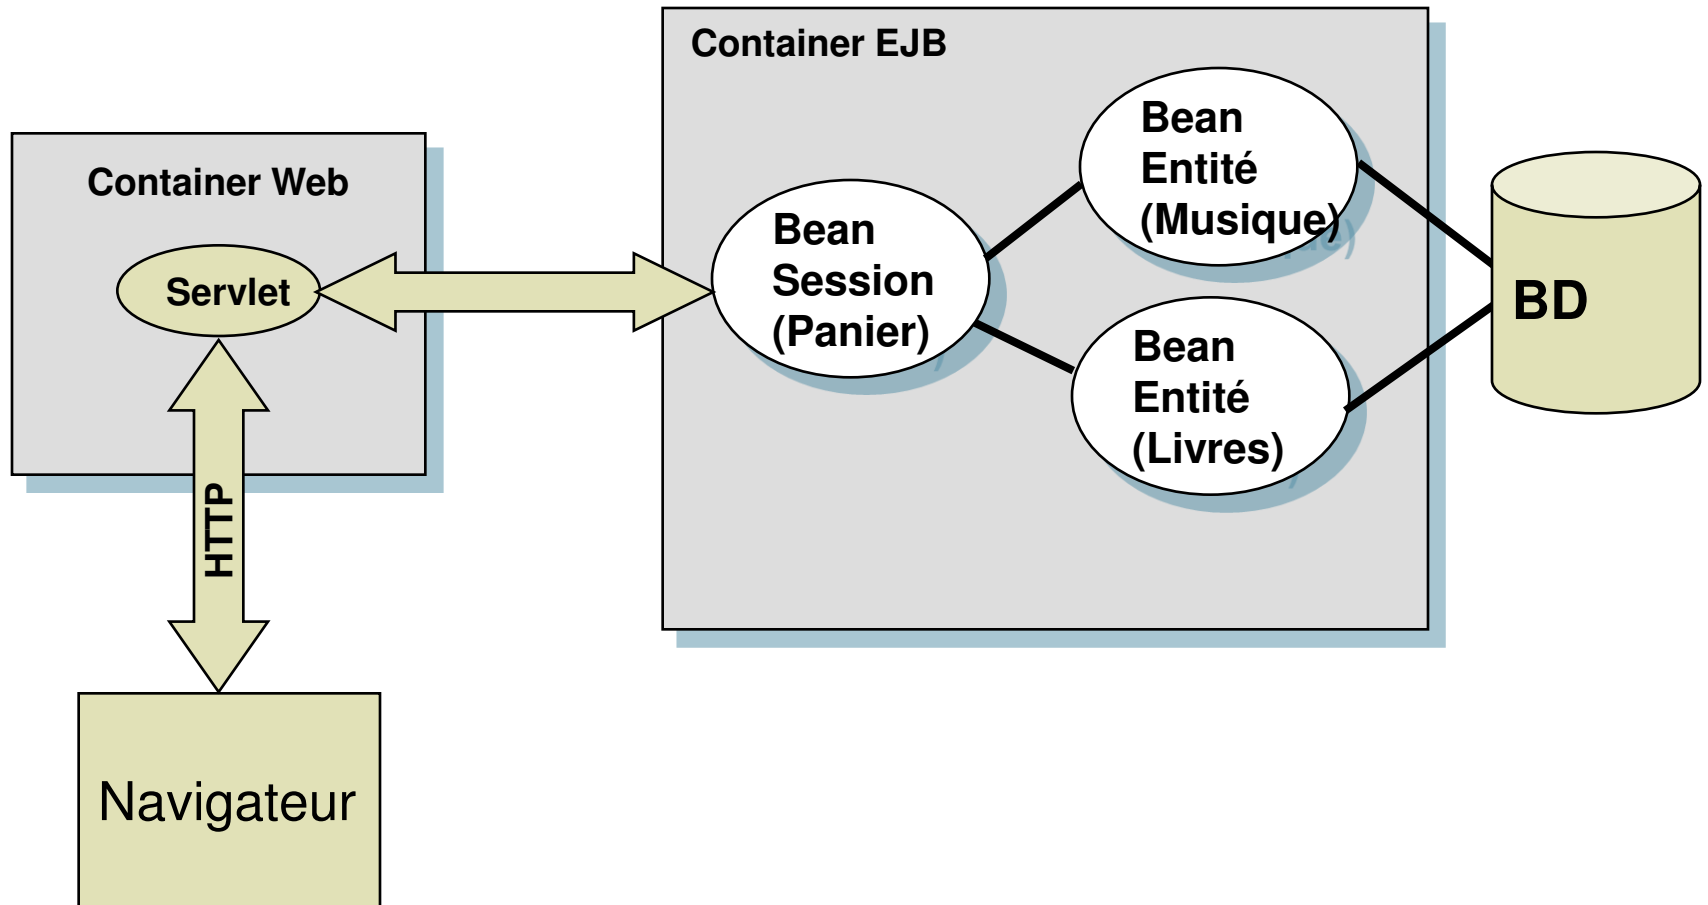 Container EJB
Bean
Entité
(Musique)
Container Web
Bean
Session
(Panier)
Servlet
BD
Bean
Entité
(Livres)
HTTP
Navigateur